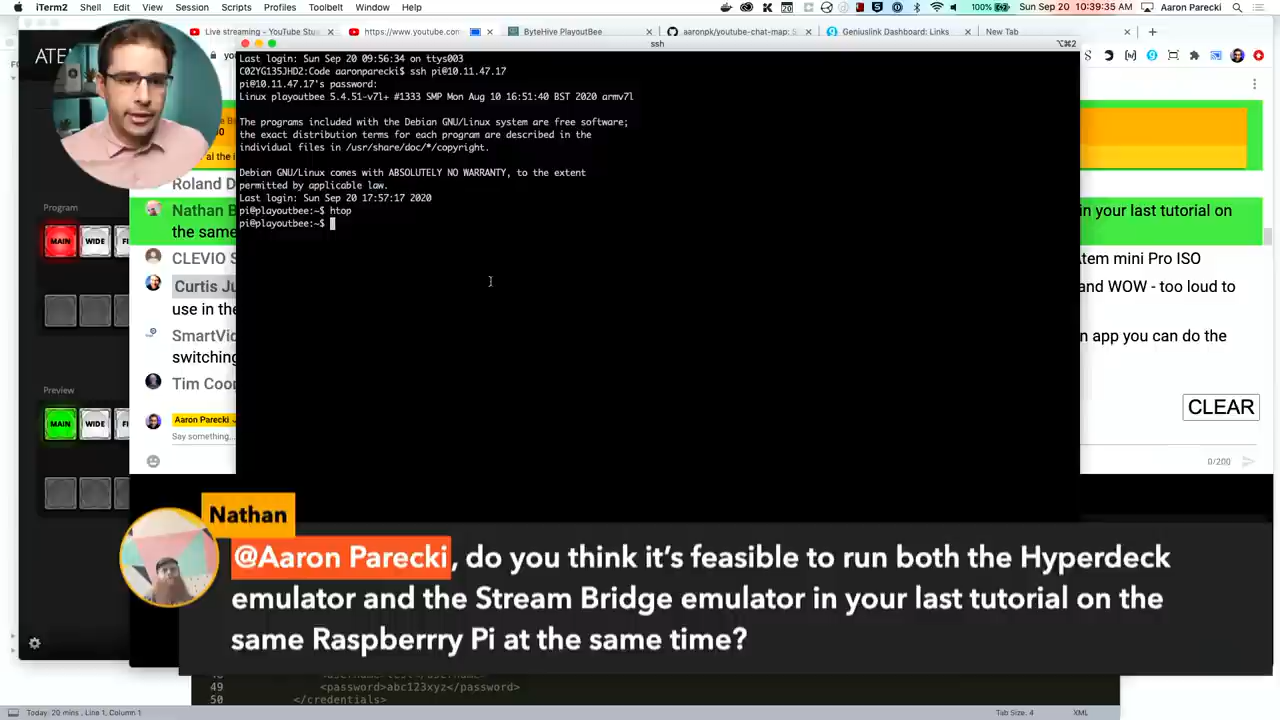 iTerm2 Shell Edit View Session Scripts Profiles Toolbelt Window Help
100% Sun Sep 20 10:39:35 AM Aaron Parecki
Live streaming - YouTube Stu
https://www.youtube.com
ByteHive PlayoutBee
aaronpk/youtube-chat-map: 5.
Geniuslink Dashboard: Links
New Tab
ssh
⌥⌘2
Last login: Sun Sep 20 09:56:34 on ttys003
C02YG135JHD2:Code aaronparecki$ ssh pi@10.11.47.17
pi@10.11.47.17's password:
Linux playoutbee 5.4.51-v7l+ #1333 SMP Mon Aug 10 16:51:40 BST 2020 armv7l
The programs included with the Debian GNU/Linux system are free software;
the exact distribution terms for each program are described in the
individual files in /usr/share/doc/*/copyright.
Debian GNU/Linux comes with ABSOLUTELY NO WARRANTY, to the extent
permitted by applicable law.
Last login: Sun Sep 20 17:57:17 2020
pi@playoutbee:~$ htop
pi@playoutbee:~$
ATEM
Program
MAIN WIDE FI
Preview
MAIN WIDE FI
Roland D
Nathan B
in your last tutorial on
the same
CLEVIO S
Atem mini Pro ISO
Curtis Ju
and WOW - too loud to
use in the
SmartVid
n app you can do the
switching
Tim Coor
CLEAR
Aaron Parecki
Say something...
0/200
Nathan
@Aaron Parecki, do you think it's feasible to run both the Hyperdeck
emulator and the Stream Bridge emulator in your last tutorial on the
same Raspberrry Pi at the same time?
49 <password>abc123xyz</password>
50 </credentials>
Today: 20 mins , Line 1, Column 1
Tab Size: 4
XML